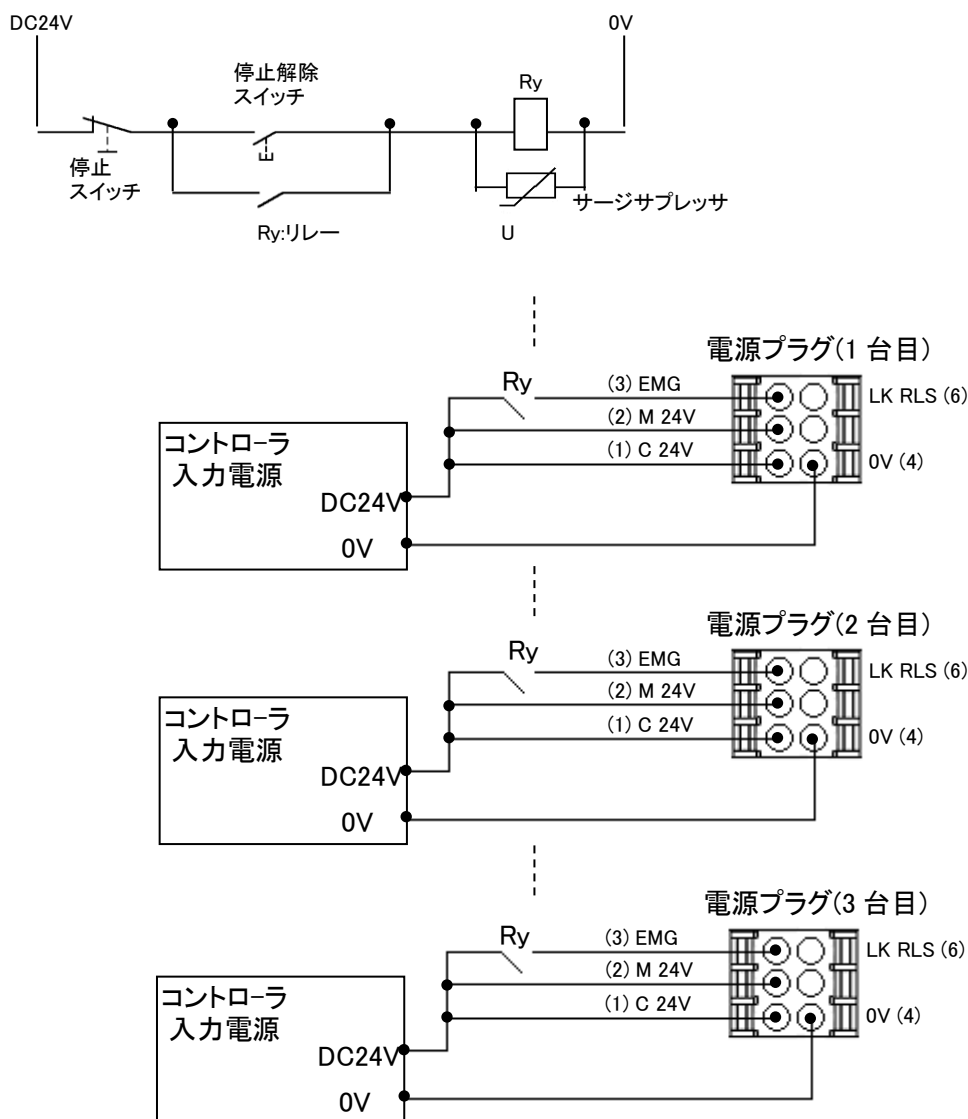 DC24V
0V
停止解除
スイッチ
Ry
停止
スイッチ
サージサプレッサ
Ry:リレー
U
電源プラグ(1 台目)
Ry
(3) EMG
LK RLS (6)
(2) M 24V
コントローラ
入力電源
(1) C 24V
0V (4)
DC24V
0V
電源プラグ(2 台目)
Ry
(3) EMG
LK RLS (6)
(2) M 24V
コントローラ
入力電源
(1) C 24V
0V (4)
DC24V
0V
電源プラグ(3 台目)
Ry
(3) EMG
LK RLS (6)
(2) M 24V
コントローラ
入力電源
(1) C 24V
0V (4)
DC24V
0V